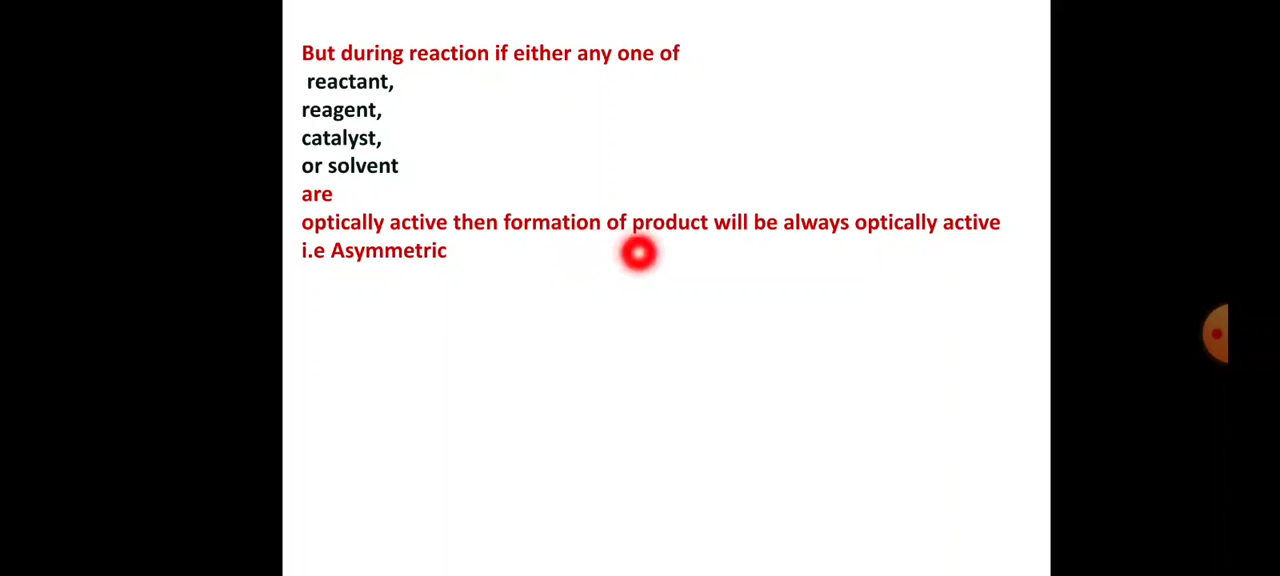 But during reaction if either any one of
reactant,
reagent,
catalyst,
or solvent
are
optically active then formation of product will be always optically active
i.e Asymmetric